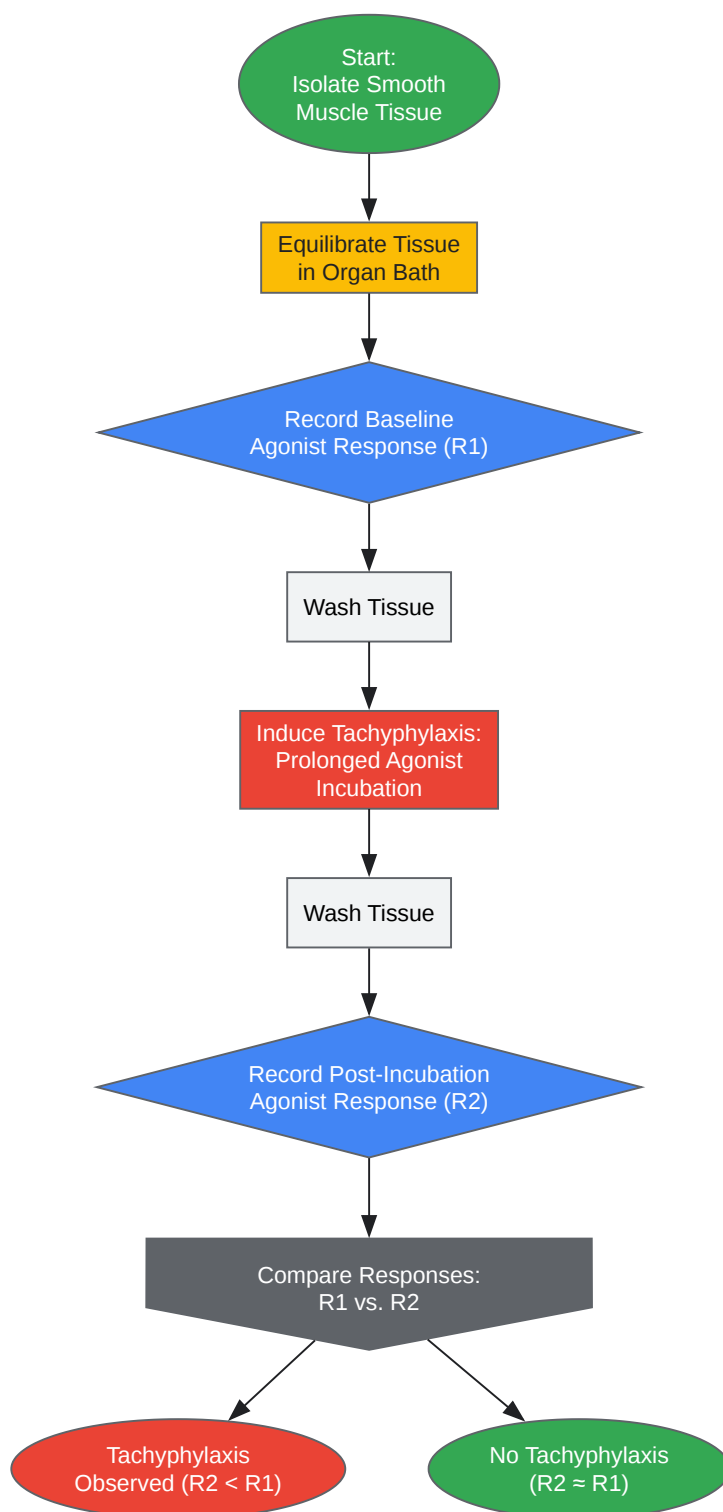 Start:
Isolate Smooth
Muscle Tissue
Equilibrate Tissue
in Organ Bath
Record Baseline
Agonist Response (R1)
Wash Tissue
Induce Tachyphylaxis:
Prolonged Agonist
Incubation
Wash Tissue
Record Post-Incubation
Agonist Response (R2)
Compare Responses:
R1 vs. R2
Tachyphylaxis
Observed (R2 < R1)
No Tachyphylaxis
(R2 ≈ R1)